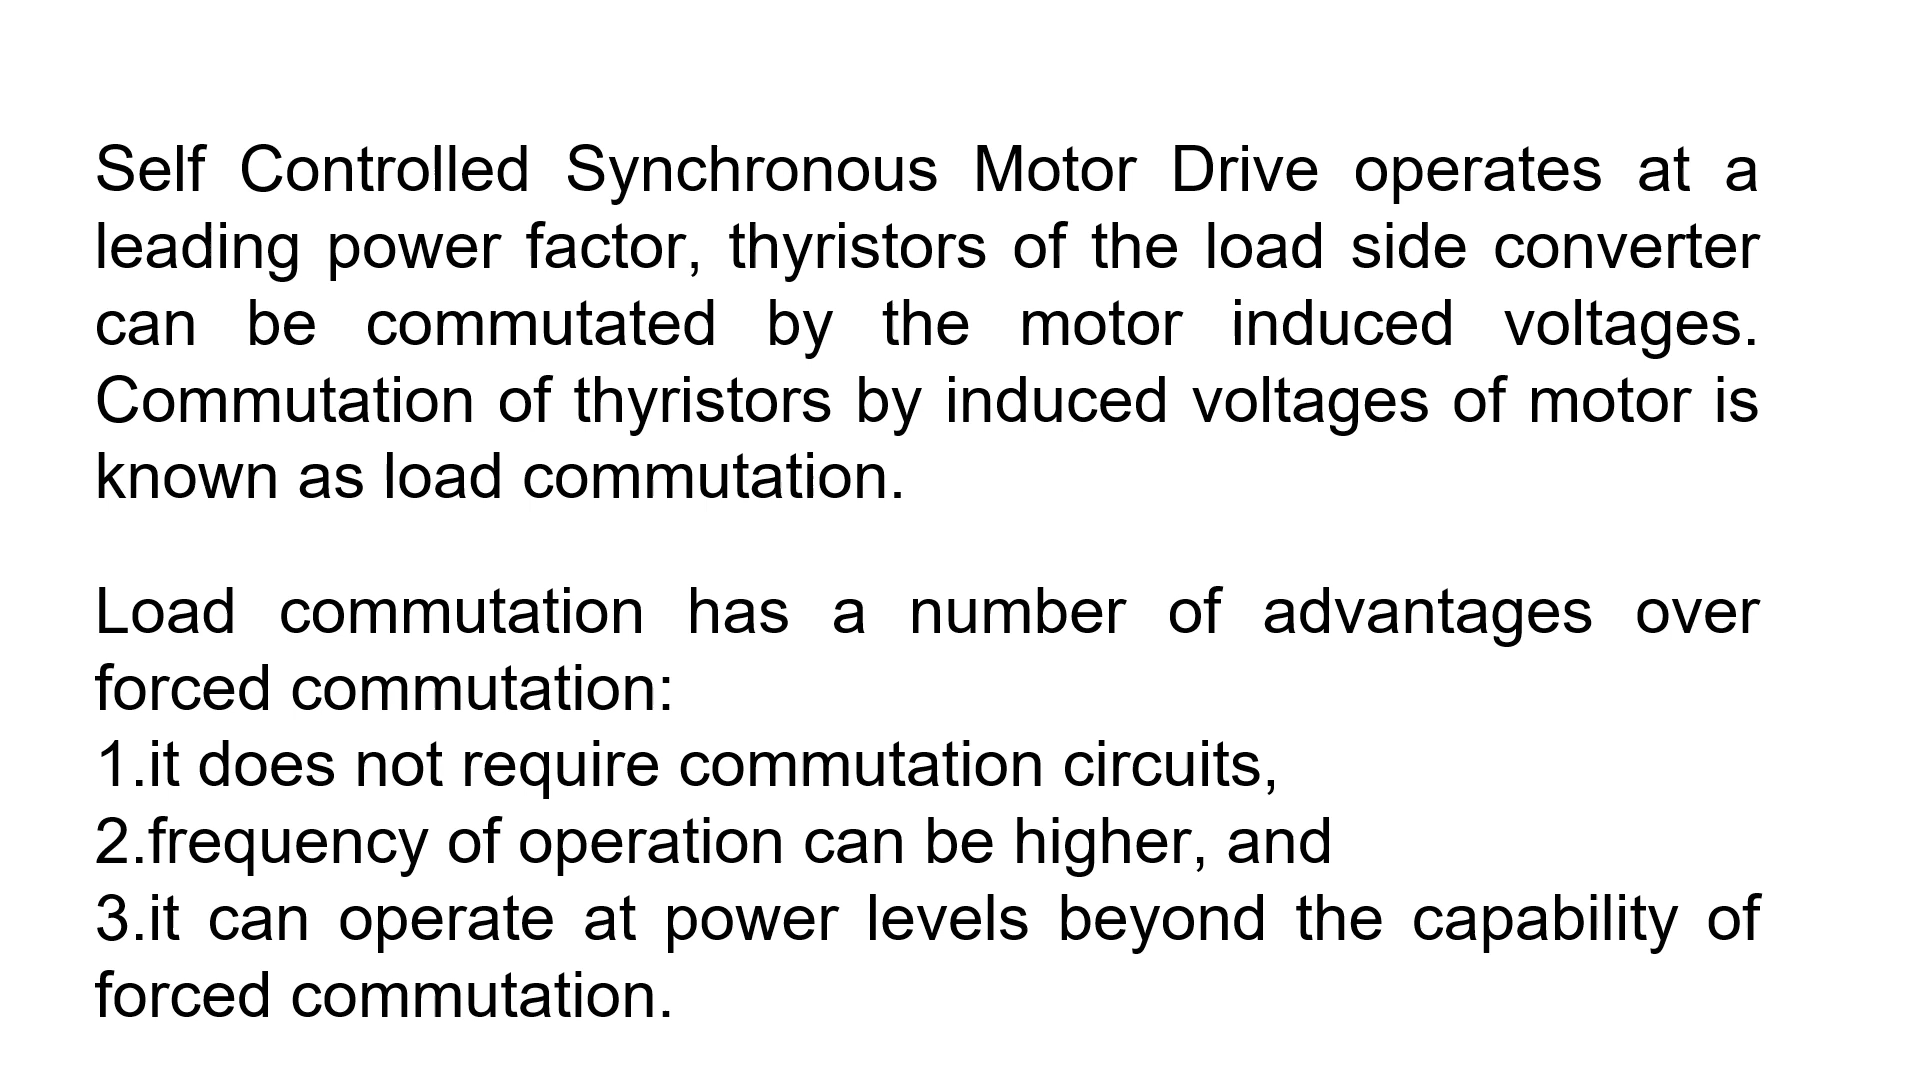 Self Controlled Synchronous Motor Drive operates at a
leading power factor, thyristors of the load side converter
can be commutated by the motor induced voltages.
Commutation of thyristors by induced voltages of motor is
known as load commutation.
Load commutation has a number of advantages over
forced commutation:
1.it does not require commutation circuits,
2.frequency of operation can be higher, and
3.it can operate at power levels beyond the capability of
forced commutation.